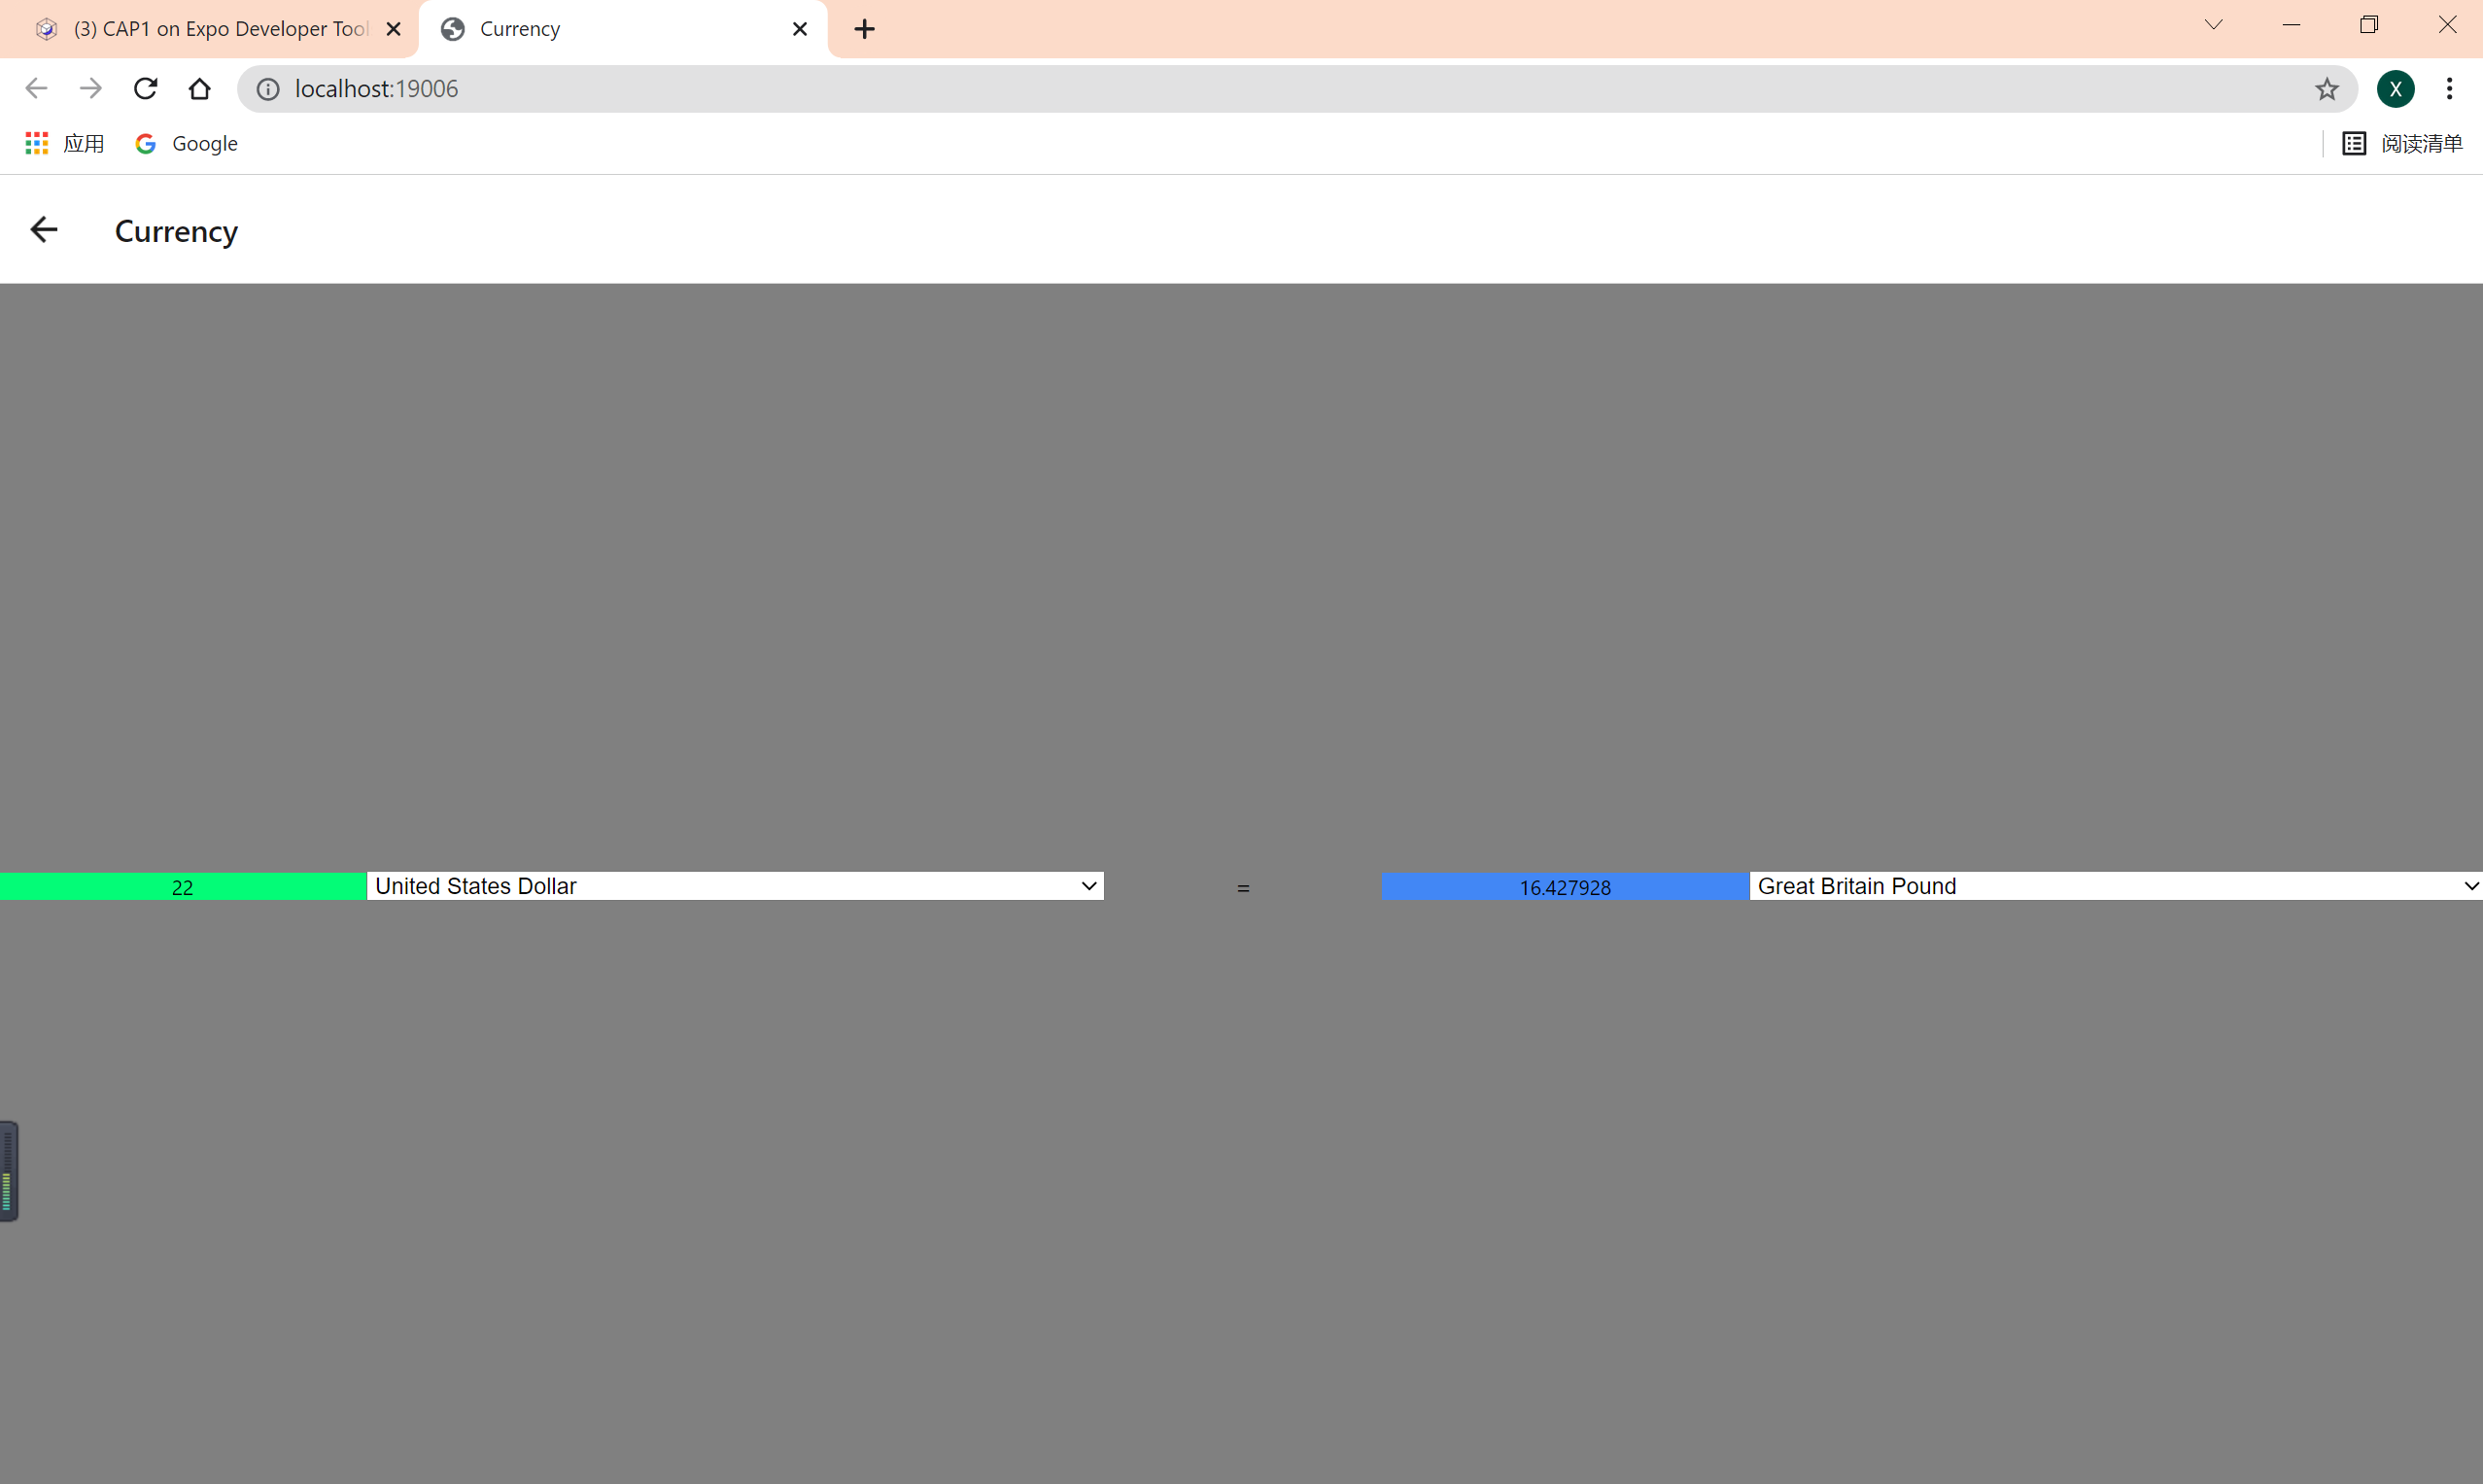 (3) CAP1 on Expo Developer Tool
Currency
localhost:19006
X
应用
Google
阅读清单
Currency
22
United States Dollar
=
16.427928
Great Britain Pound